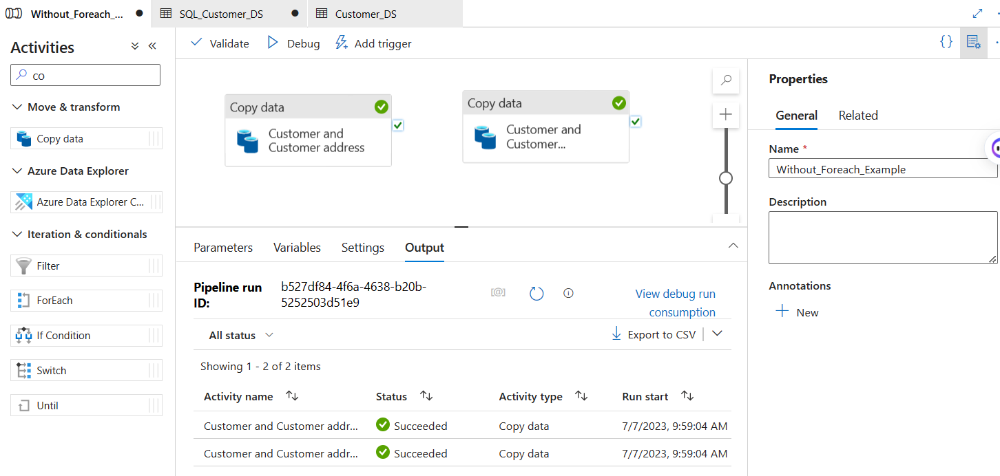 Without_Foreach_...
SQL_Customer_DS
Customer_DS
Activities
co
Move & transform
Copy data
Azure Data Explorer
Azure Data Explorer C...
Iteration & conditionals
Filter
ForEach
If Condition
Switch
Until
Validate
Debug
Add trigger
{}
Copy data
Customer and
Customer address
Copy data
Customer and
Customer...
Parameters
Variables
Settings
Output
Pipeline run
ID:
b527df84-4f6a-4638-b20b-
5252503d51e9
[@]
View debug run
consumption
All status
Export to CSV
Showing 1 - 2 of 2 items
Activity name
Status
Activity type
Run start
Customer and Customer addr...
Succeeded
Copy data
7/7/2023, 9:59:04 AM
Customer and Customer addr...
Succeeded
Copy data
7/7/2023, 9:59:04 AM
Properties
General
Related
Name *
Without_Foreach_Example
Description
Annotations
New